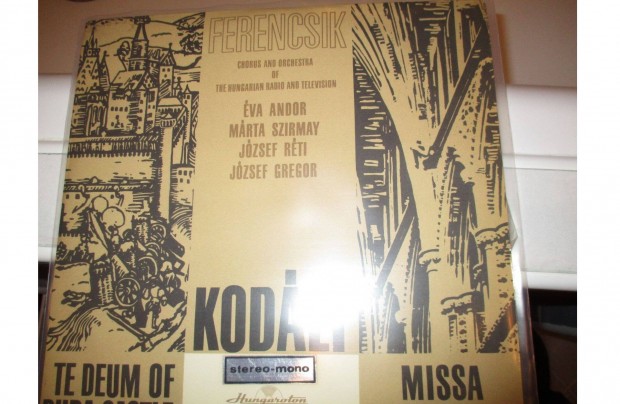 FERENCSIK
CHORUS AND ORCHESTRA
OF
THE HUNGARIAN RADIO AND TELEVISION
ÉVA ANDOR
MÁRTA SZIRMAY
JÓZSEF RÉTI
JÓZSEF GREGOR
KODÁLY
stereo-mono
TE DEUM OF
MISSA
Hungaroton